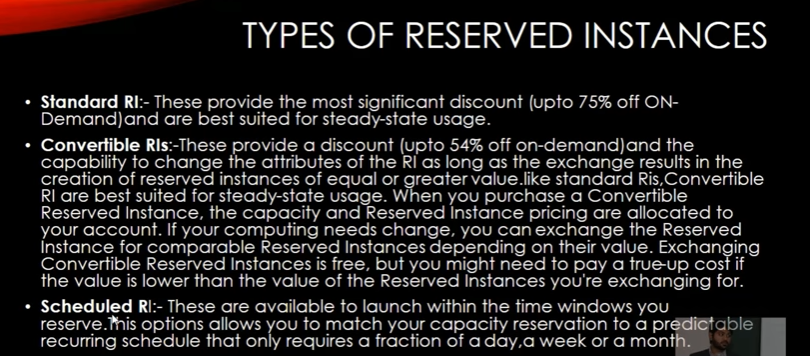 TYPES OF RESERVED INSTANCES
• Standard RI:- These provide the most significant discount (upto 75% off ON-
Demand)and are best suited for steady-state usage.
• Convertible RIs:-These provide a discount (upto 54% off on-demand)and the
capability to change the attributes of the RI as long as the exchange results in the
creation of reserved instances of equal or greater value.like standard Ris,Convertible
RI are best suited for steady-state usage. When you purchase a Convertible
Reserved Instance, the capacity and Reserved Instance pricing are allocated to
your account. If your computing needs change, you can exchange the Reserved
Instance for comparable Reserved Instances depending on their value. Exchanging
Convertible Reserved Instances is free, but you might need to pay a true-up cost if
the value is lower than the value of the Reserved Instances you're exchanging for.
• Scheduled RI:- These are available to launch within the time windows you
reserve.This options allows you to match your capacity reservation to a predictable
recurring schedule that only requires a fraction of a day,a week or a month.